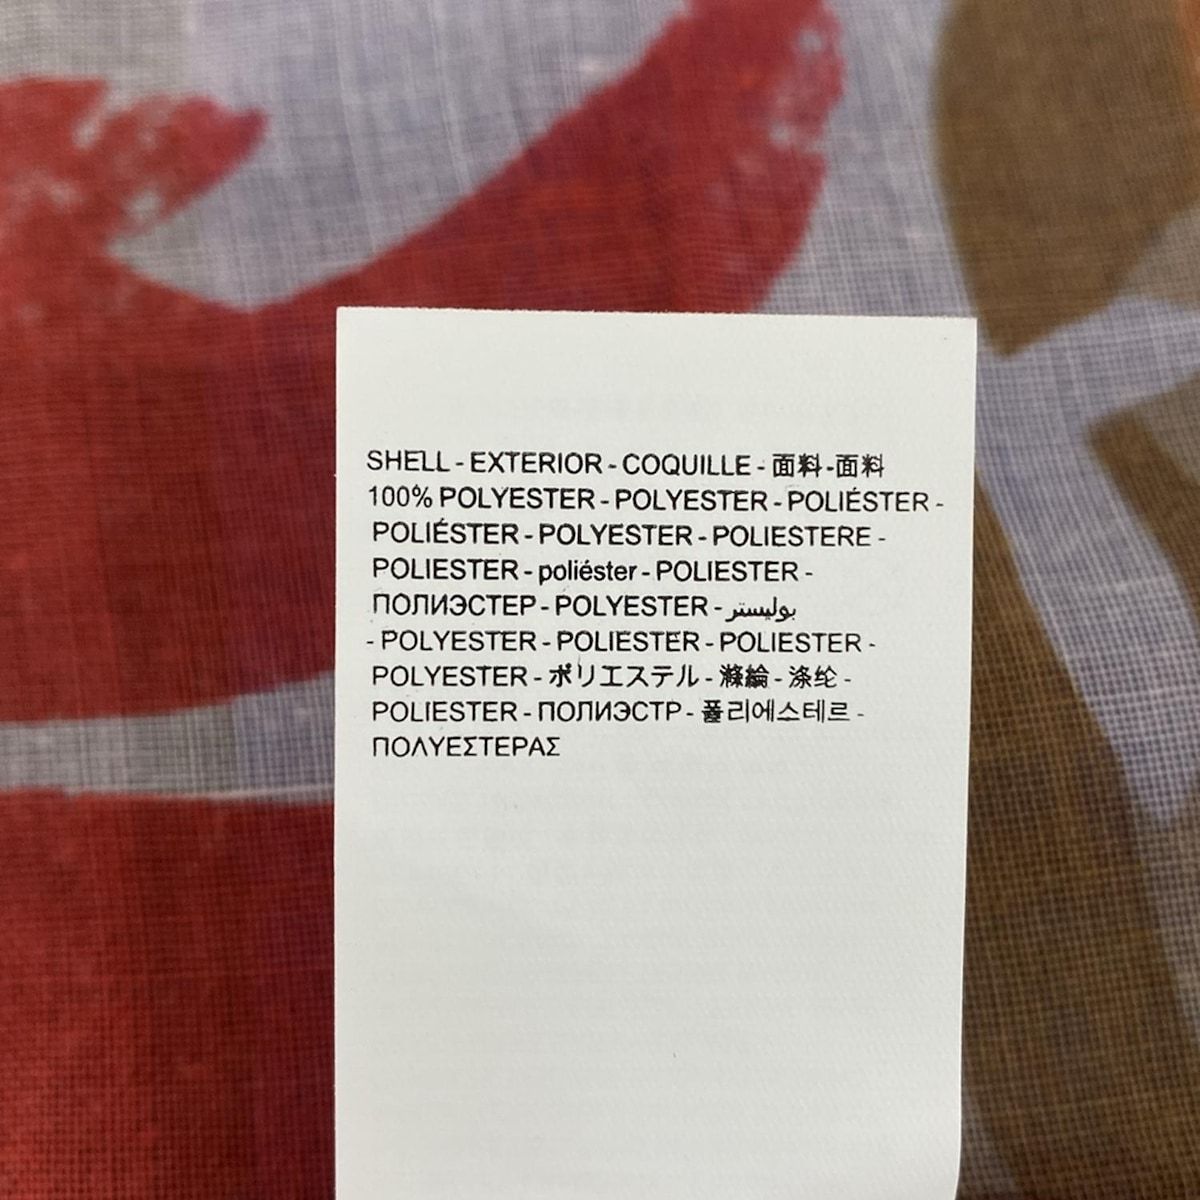 SHELL - EXTERIOR - COQUILLE - 面料 -面料
100% POLYESTER - POLYESTER - POLIÉSTER -
POLIÉSTER - POLYESTER - POLIESTERE -
POLIESTER - poliéster - POLIESTER -
ПОЛИЭСТЕР - POLYESTER - بوليستر
- POLYESTER - POLIESTER - POLIESTER -
POLYESTER - ポリエステル - 滌綸 - 涤纶 -
POLIESTER - ПОЛИЭСТР - 폴리에스테르 -
ΠΟΛΥΕΣΤΕΡΑΣ